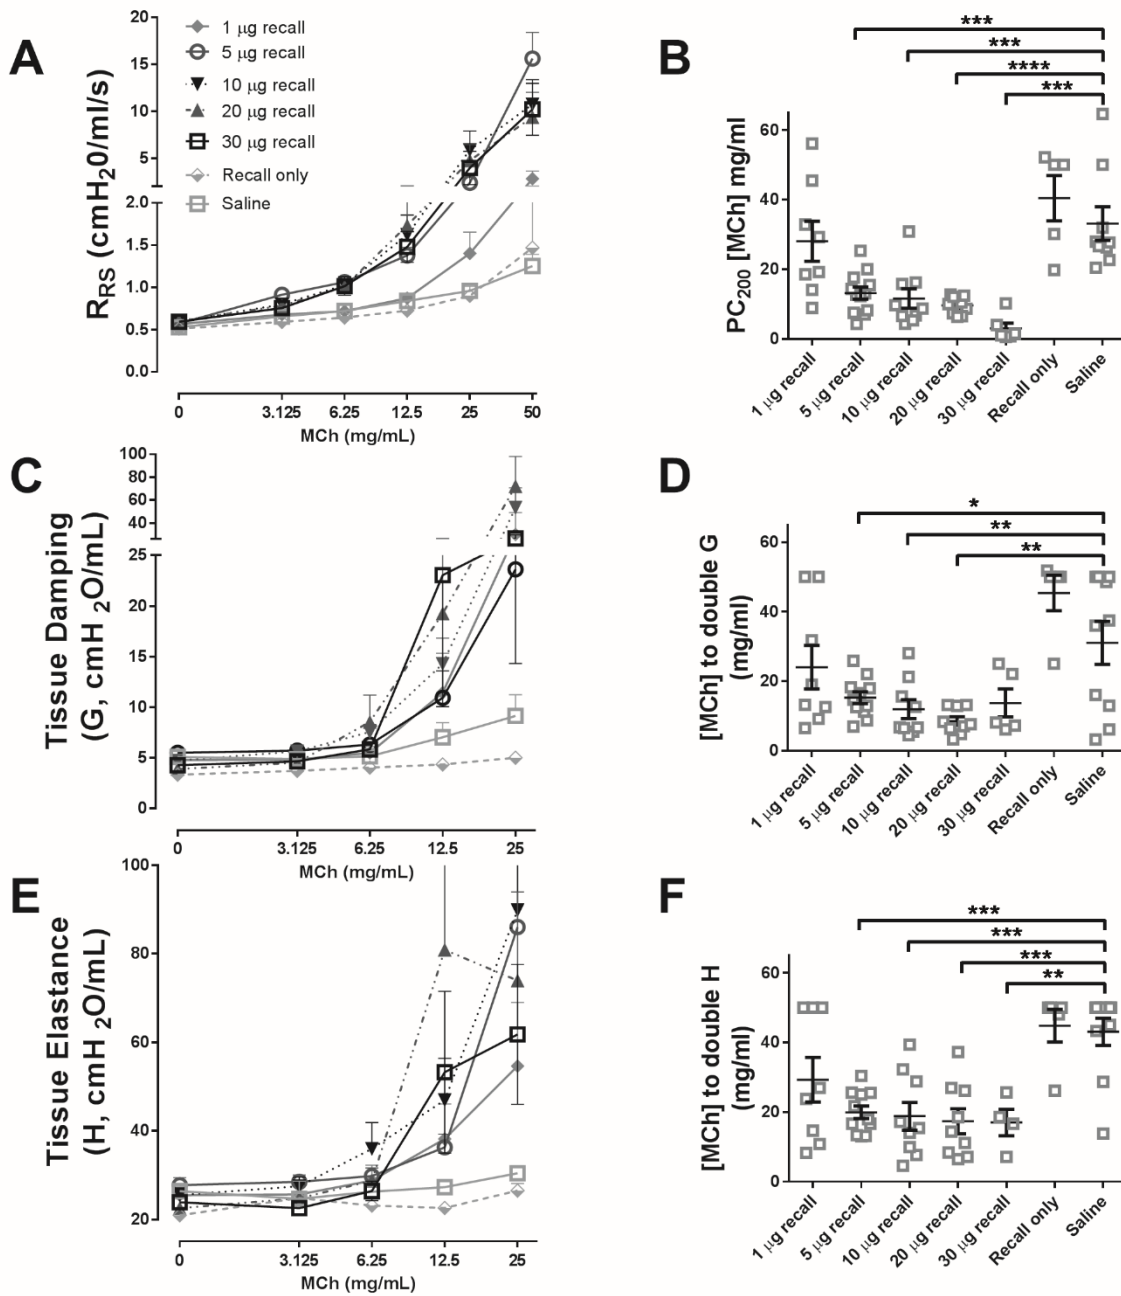 A
R_RS (cmH_20/ml/s)
20
15
10
5
2.0
1.5
1.0
0.5
0.0
1 µg recall
5 µg recall
10 µg recall
20 µg recall
30 µg recall
Recall only
Saline
0 3.125 6.25 12.5 25 50
MCh (mg/mL)
B
*** 
***
****
***
PC_200 [MCh] mg/ml
60
40
20
0
1 µg recall
5 µg recall
10 µg recall
20 µg recall
30 µg recall
Recall only
Saline
C
Tissue Damping
(G, cmH_2O/mL)
100
80
60
40
25
20
15
10
5
0
0 3.125 6.25 12.5 25
MCh (mg/mL)
D
*
**
**
[MCh] to double G
(mg/ml)
60
40
20
0
1 µg recall
5 µg recall
10 µg recall
20 µg recall
30 µg recall
Recall only
Saline
E
Tissue Elastance
(H, cmH_2O/mL)
100
80
60
40
20
0 3.125 6.25 12.5 25
MCh (mg/mL)
F
***
***
***
**
[MCh] to double H
(mg/ml)
60
40
20
0
1 µg recall
5 µg recall
10 µg recall
20 µg recall
30 µg recall
Recall only
Saline